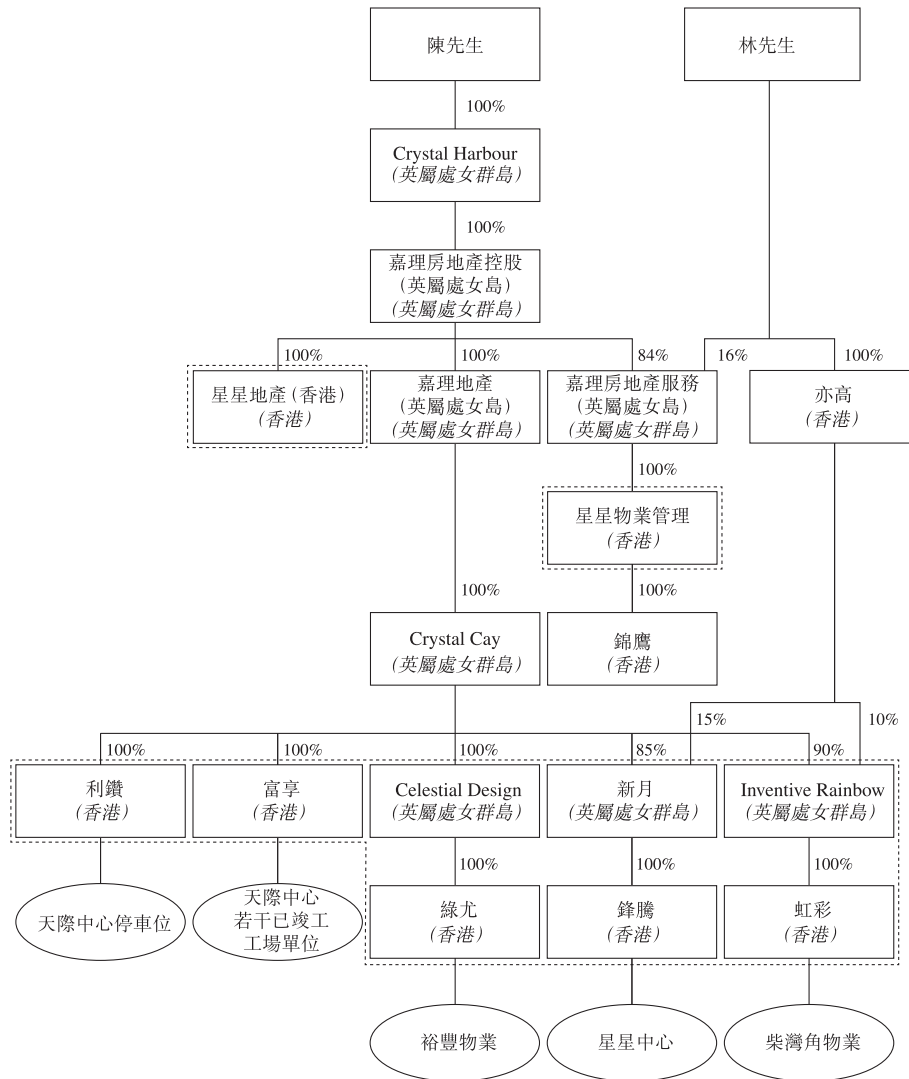 陳先生
林先生
100%
Crystal Harbour
(英屬處女群島)
100%
嘉理房地產控股
(英屬處女島)
(英屬處女群島)
100%
100%
84%
16%
100%
星星地產(香港)
(香港)
嘉理地產
(英屬處女島)
(英屬處女群島)
嘉理房地產服務
(英屬處女島)
(英屬處女群島)
亦高
(香港)
100%
星星物業管理
(香港)
100%
100%
Crystal Cay
(英屬處女群島)
錦鷹
(香港)
15%
10%
100%
100%
100%
85%
90%
利鑽
(香港)
富享
(香港)
Celestial Design
(英屬處女群島)
新月
(英屬處女群島)
Inventive Rainbow
(英屬處女群島)
100%
100%
100%
天際中心停車位
天際中心
若干已竣工
工場單位
綠尤
(香港)
鋒騰
(香港)
虹彩
(香港)
裕豐物業
星星中心
柴灣角物業